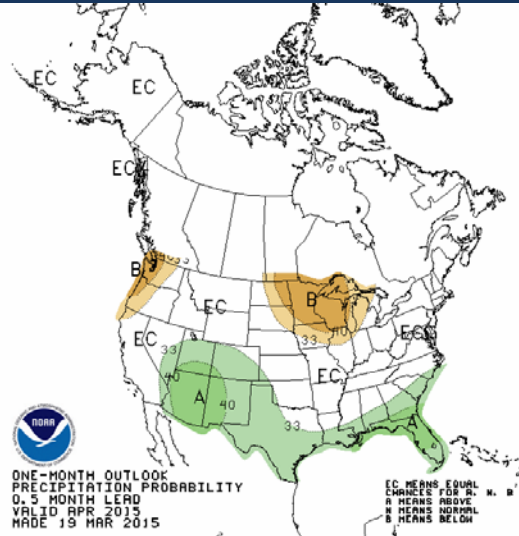 EC
EC
EC
B
40
33
EC
B
40
33
EC
EC
33
EC
40
A
40
33
A
NOAA
ONE-MONTH OUTLOOK
PRECIPITATION PROBABILITY
0.5 MONTH LEAD
VALID APR 2015
MADE 19 MAR 2015
EC MEANS EQUAL
CHANCES FOR A, N, B
A MEANS ABOVE
N MEANS NORMAL
B MEANS BELOW